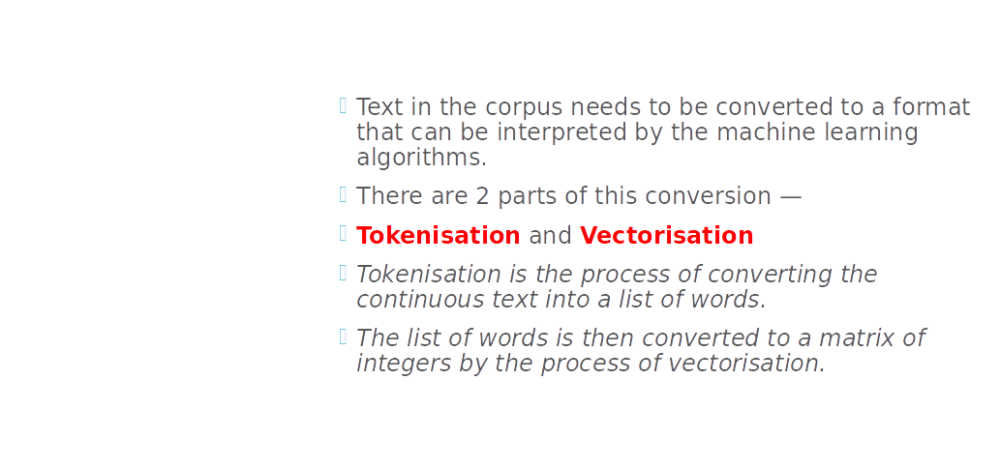 Text in the corpus needs to be converted to a format
that can be interpreted by the machine learning
algorithms.
There are 2 parts of this conversion —
Tokenisation and Vectorisation
Tokenisation is the process of converting the
continuous text into a list of words.
The list of words is then converted to a matrix of
integers by the process of vectorisation.